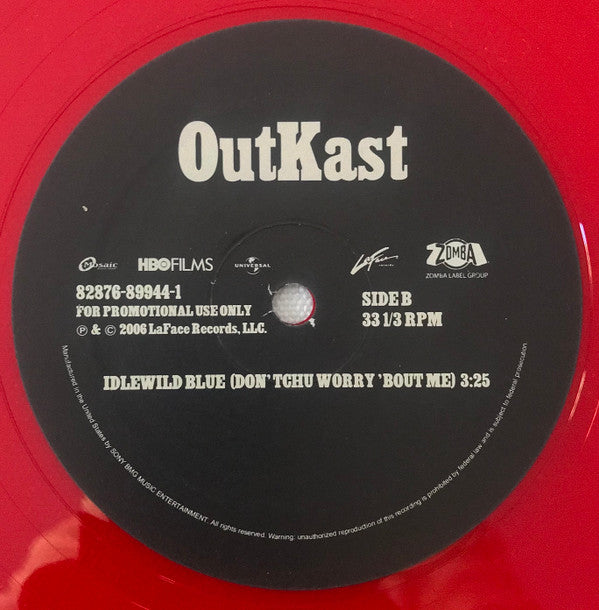 OutKast
Mosaic HBO FILMS UNIVERSAL LaFace ZOMBA
ZOMBA LABEL GROUP
82876-89944-1
FOR PROMOTIONAL USE ONLY
℗ & © 2006 LaFace Records, LLC.
SIDE B
33 1/3 RPM
IDLEWILD BLUE (DON'TCHU WORRY 'BOUT ME) 3:25
Manufactured in the United States by SONY BMG MUSIC ENTERTAINMENT. All rights reserved. Warning: unauthorized reproduction of this recording is prohibited by federal law and is subject to federal prosecution